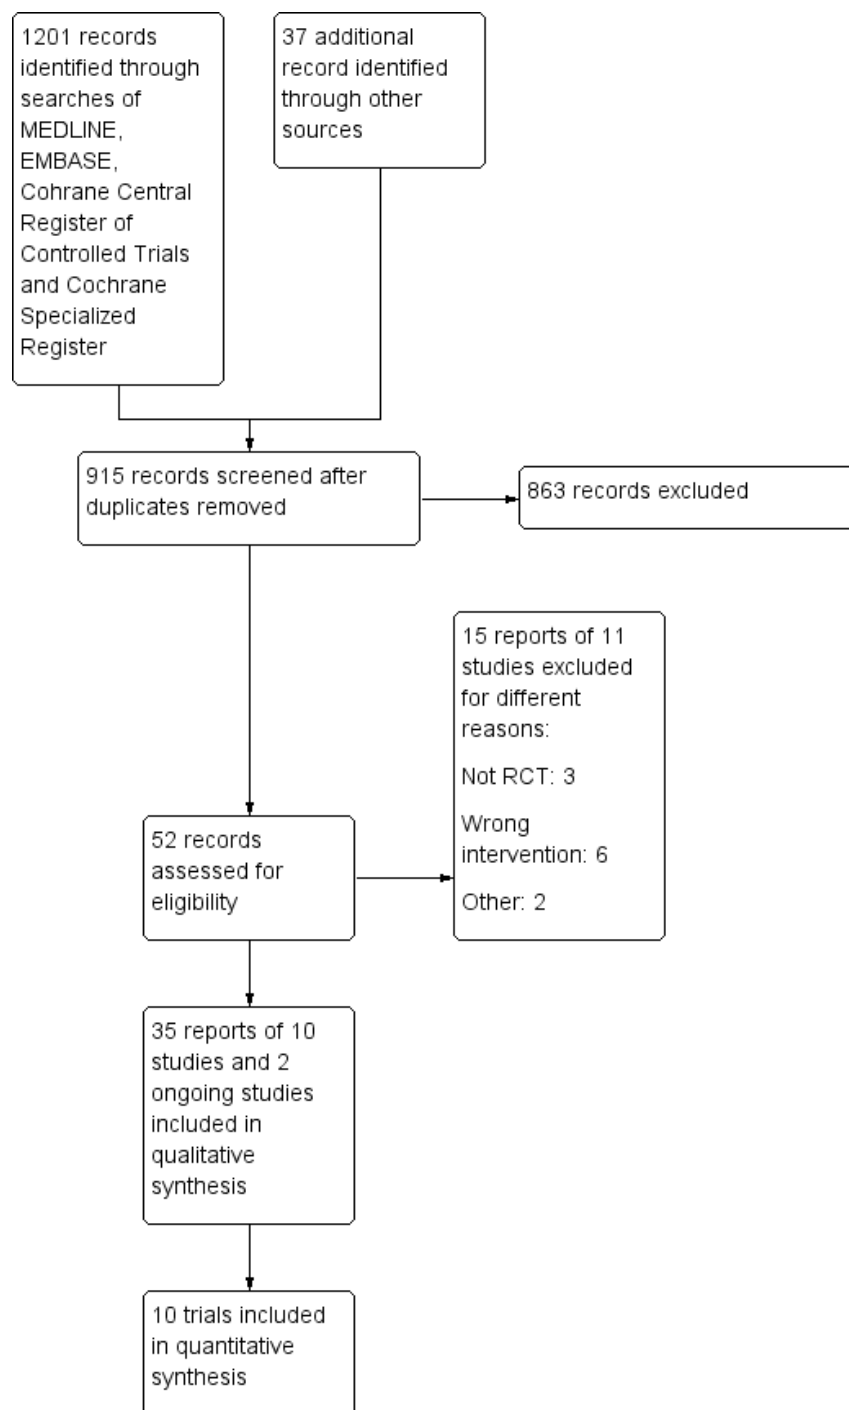 1201 records
identified through
searches of
MEDLINE,
EMBASE,
Cohrane Central
Register of
Controlled Trials
and Cochrane
Specialized
Register
37 additional
record identified
through other
sources
915 records screened after
duplicates removed
863 records excluded
15 reports of 11
studies excluded
for different
reasons:
Not RCT: 3
Wrong
intervention: 6
Other: 2
52 records
assessed for
eligibility
35 reports of 10
studies and 2
ongoing studies
included in
qualitative
synthesis
10 trials included
in quantitative
synthesis